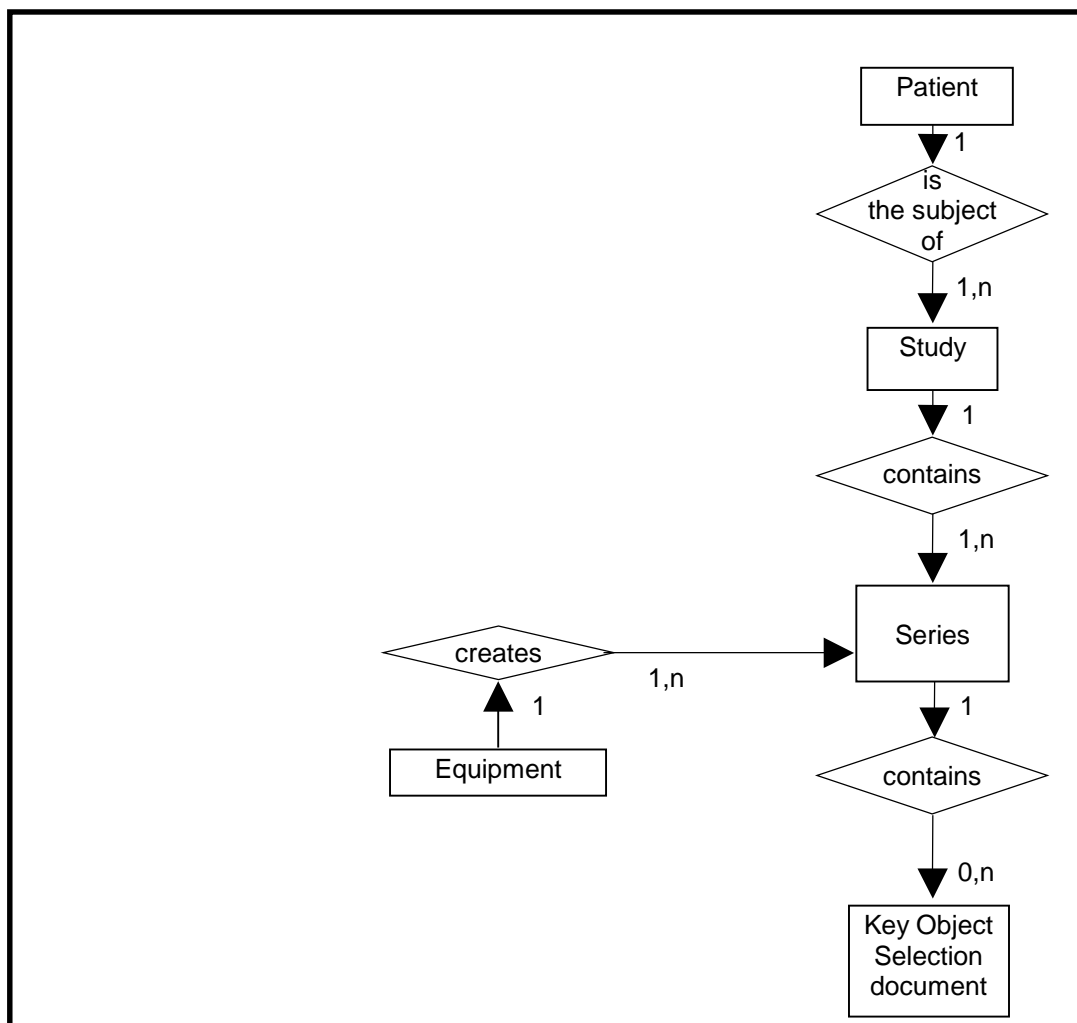 Patient
1
is
the subject
of
1,n
Study
1
contains
1,n
Series
creates
1,n
1
1
Equipment
contains
0,n
Key Object
Selection
document